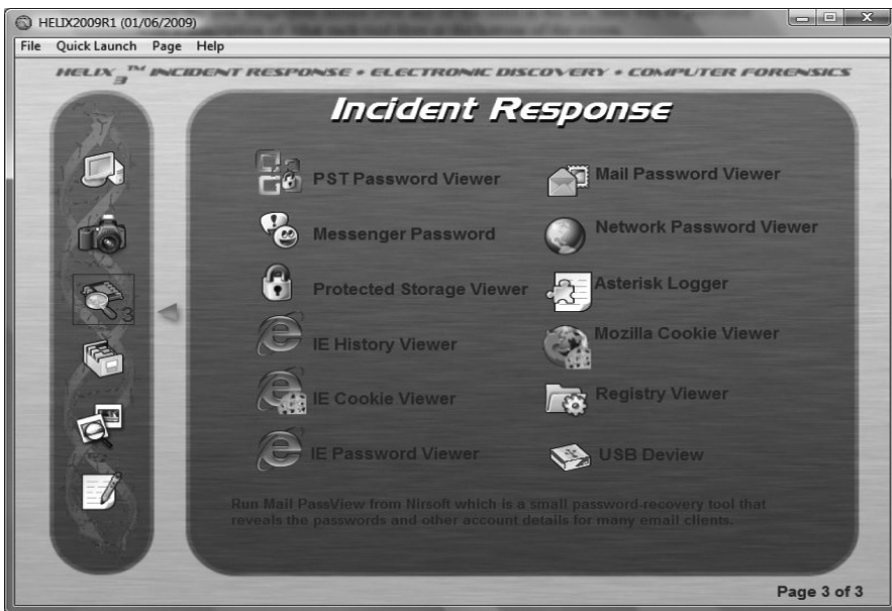 HELIX2009R1 (01/06/2009)
File Quick Launch Page Help
HELIX3™ INCIDENT RESPONSE • ELECTRONIC DISCOVERY • COMPUTER FORENSICS
Incident Response
PST Password Viewer
Mail Password Viewer
Messenger Password
Network Password Viewer
Protected Storage Viewer
Asterisk Logger
3
IE History Viewer
Mozilla Cookie Viewer
IE Cookie Viewer
Registry Viewer
IE Password Viewer
USB Deview
Run Mail PassView from Nirsoft which is a small password-recovery tool that
reveals the passwords and other account details for many email clients.
Page 3 of 3